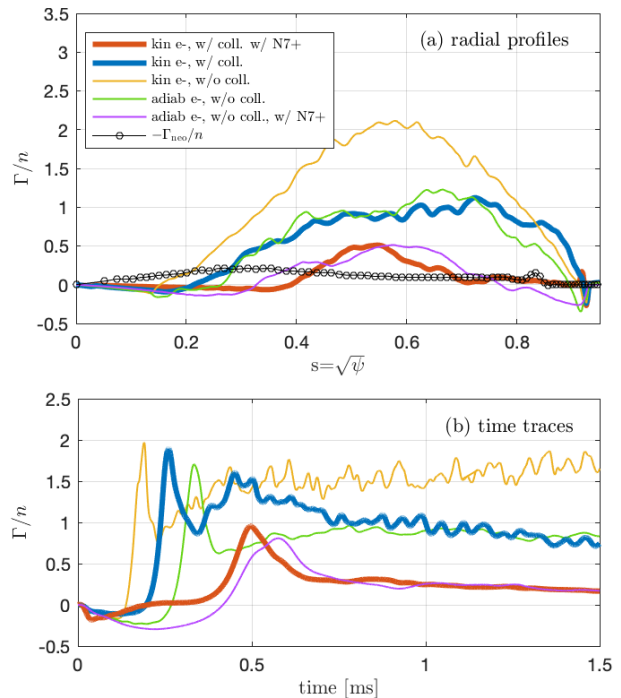 3.5
(a) radial profiles
kin e-, w/ coll. w/ N7+
3
kin e-, w/ coll.
kin e-, w/o coll.
2.5
adiab e-, w/o coll.
adiab e-, w/o coll., w/ N7+
2
−Γneo/n
1.5
Γ/n
1
0.5
0
-0.5
0 0.2 0.4 0.6 0.8
s=√ψ
2.5
(b) time traces
2
1.5
1
Γ/n
0.5
0
-0.5
0 0.5 1 1.5
time [ms]